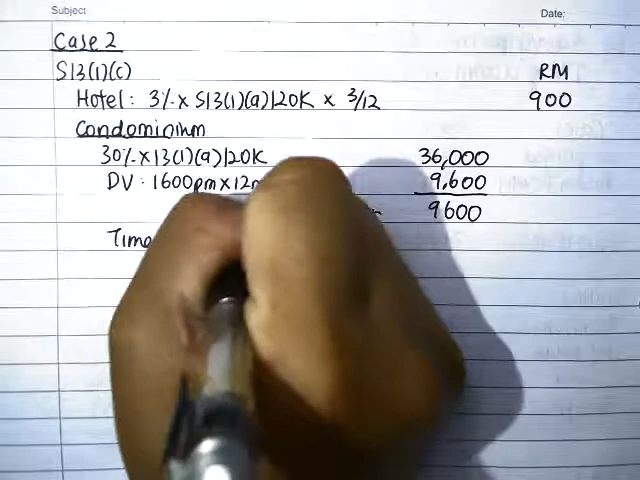 Subject
Date:
Case 2
S13(1)(c) RM
Hotel: 3% x S13(1)(a) 120K x 3/12 900
Condominium
30% x 13(1)(a) 120K 36,000
DV: 1600pm x 12 9,600
9600
Time